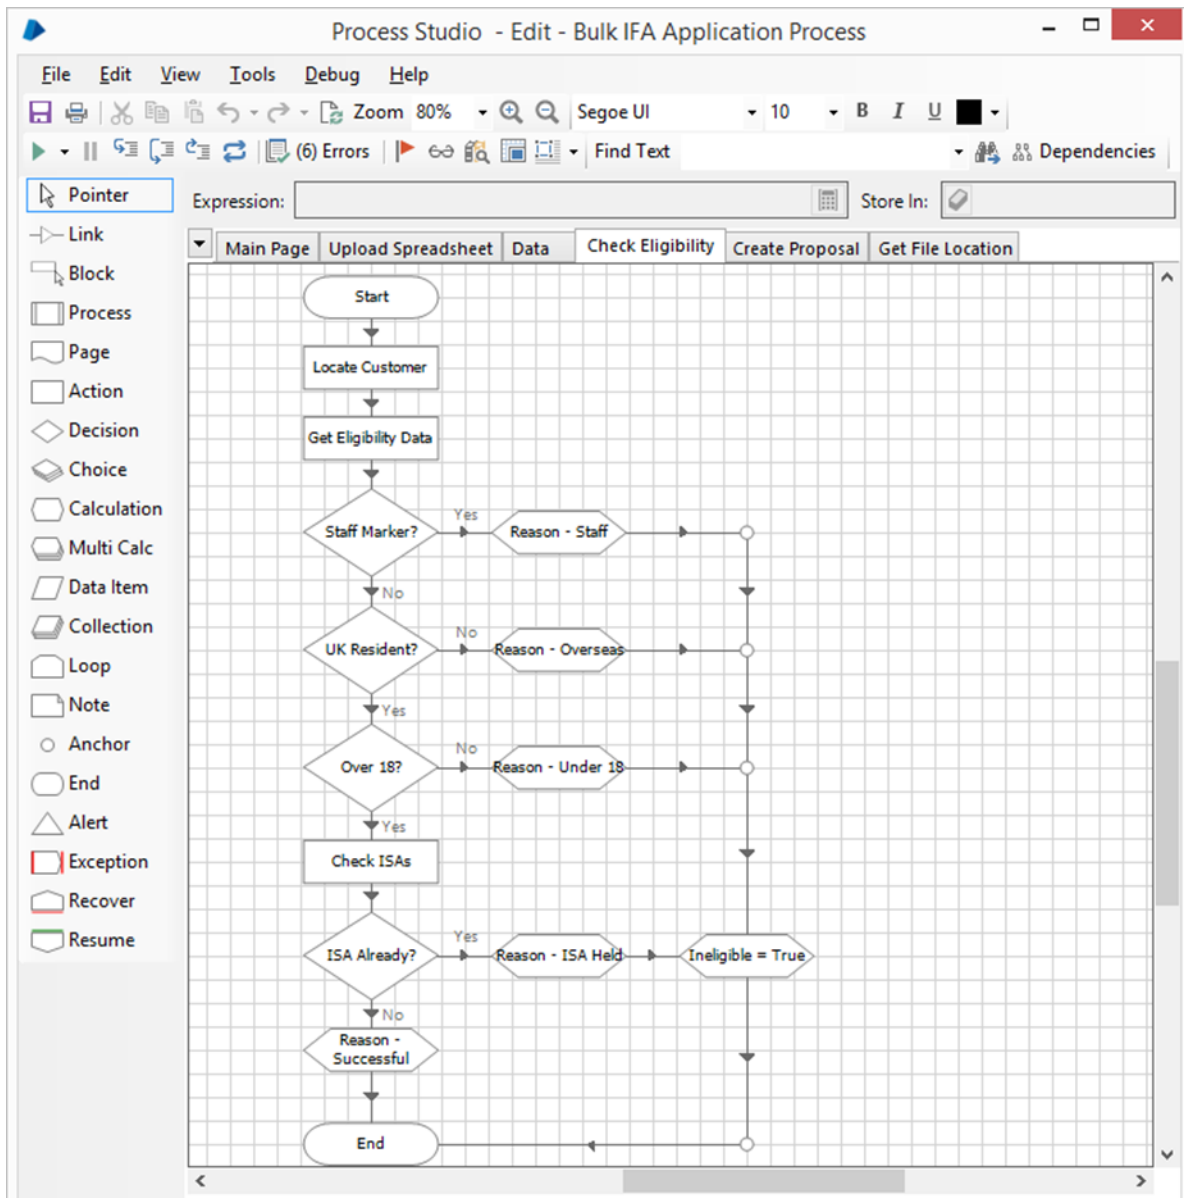 Process Studio - Edit - Bulk IFA Application Process
File Edit View Tools Debug Help
Zoom 80% Segoe UI 10 B I U
(6) Errors Find Text Dependencies
Pointer
Link
Block
Process
Page
Action
Decision
Choice
Calculation
Multi Calc
Data Item
Collection
Loop
Note
Anchor
End
Alert
Exception
Recover
Resume
Expression: Store In:
Main Page Upload Spreadsheet Data Check Eligibility Create Proposal Get File Location
Start
Locate Customer
Get Eligibility Data
Staff Marker? Yes Reason - Staff
No
UK Resident? No Reason - Overseas
Yes
Over 18? No Reason - Under 18
Yes
Check ISAs
ISA Already? Yes Reason - ISA Held Ineligible = True
No
Reason -
Successful
End